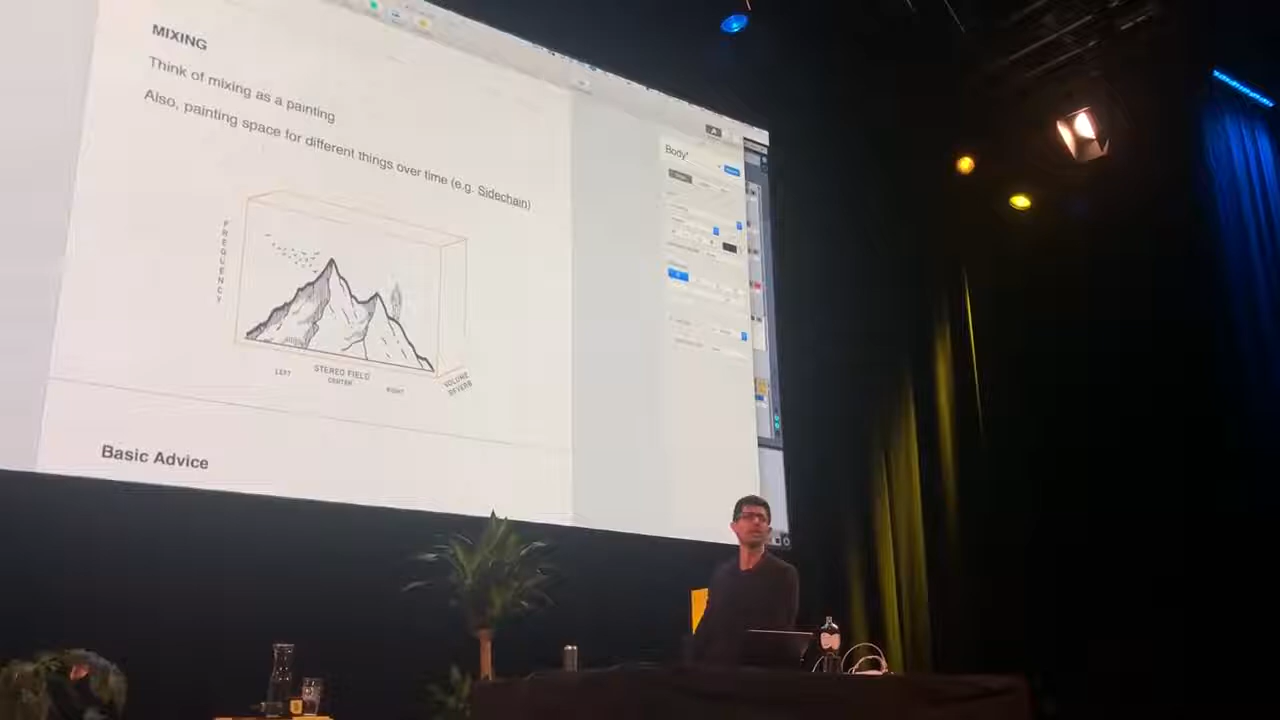 MIXING
Think of mixing as a painting
Also, painting space for different things over time (e.g. Sidechain)
FREQUENCY
LEFT
STEREO FIELD
CENTER
RIGHT
VOLUME
REVERB
Basic Advice
Body*